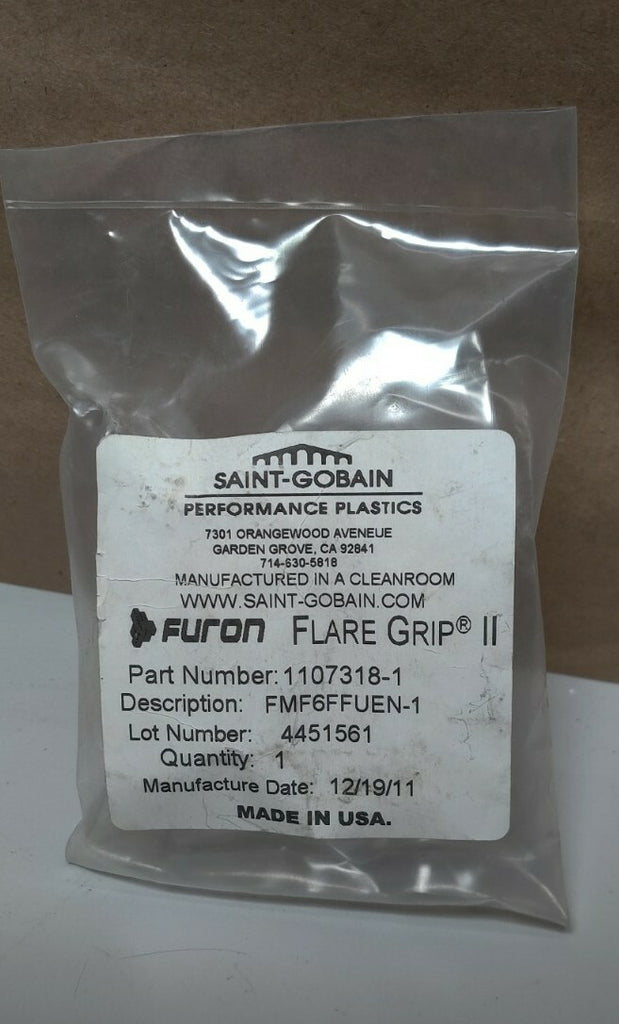 SAINT-GOBAIN
PERFORMANCE PLASTICS
7301 ORANGEWOOD AVENEUE
GARDEN GROVE, CA 92841
714-630-5818
MANUFACTURED IN A CLEANROOM
WWW.SAINT-GOBAIN.COM
FURON FLARE GRIP® II
Part Number: 1107318-1
Description: FMF6FFUEN-1
Lot Number: 4451561
Quantity: 1
Manufacture Date: 12/19/11
MADE IN USA.